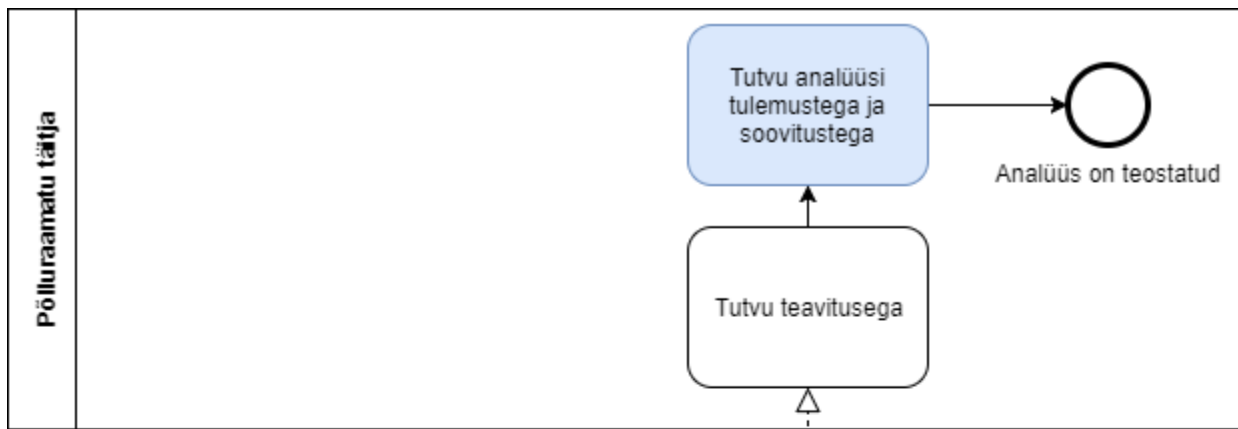 Põlluraamatu täitja
Tutvu analüüsi
tulemustega ja
soovitustega
Analüüs on teostatud
Tutvu teavitusega